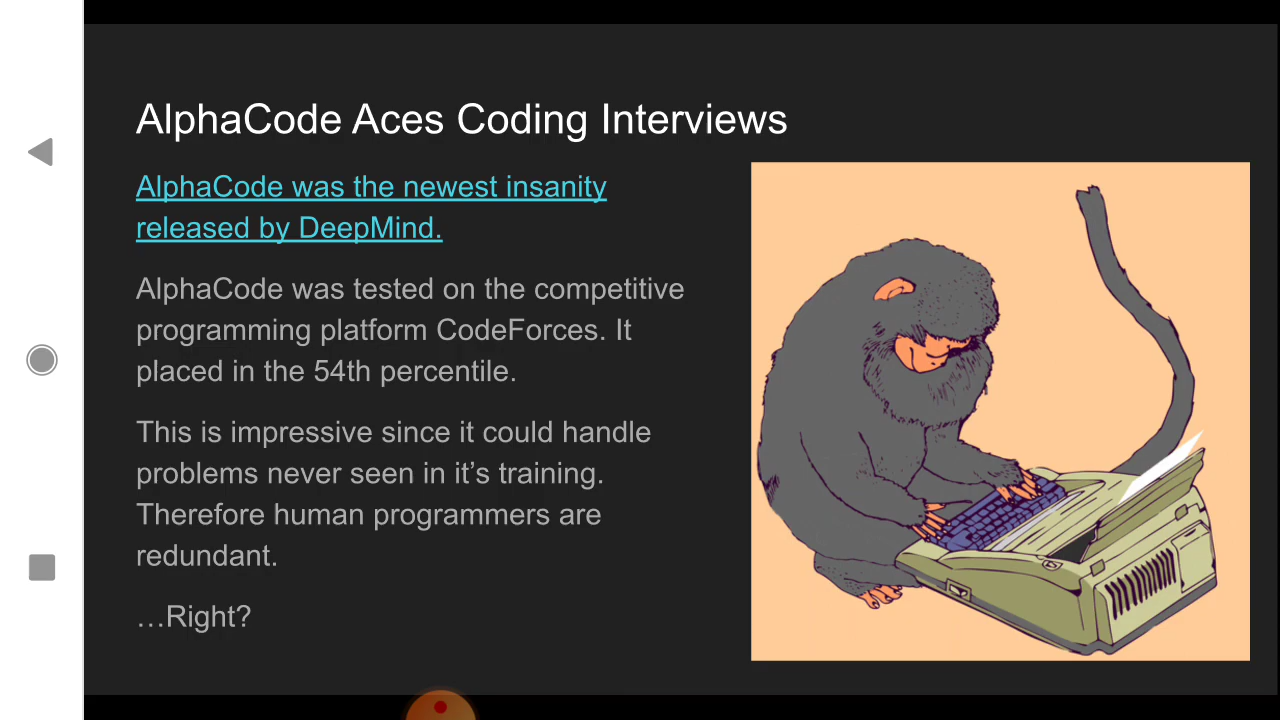 AlphaCode Aces Coding Interviews
AlphaCode was the newest insanity
released by DeepMind.
AlphaCode was tested on the competitive
programming platform CodeForces. It
placed in the 54th percentile.
This is impressive since it could handle
problems never seen in it’s training.
Therefore human programmers are
redundant.
…Right?